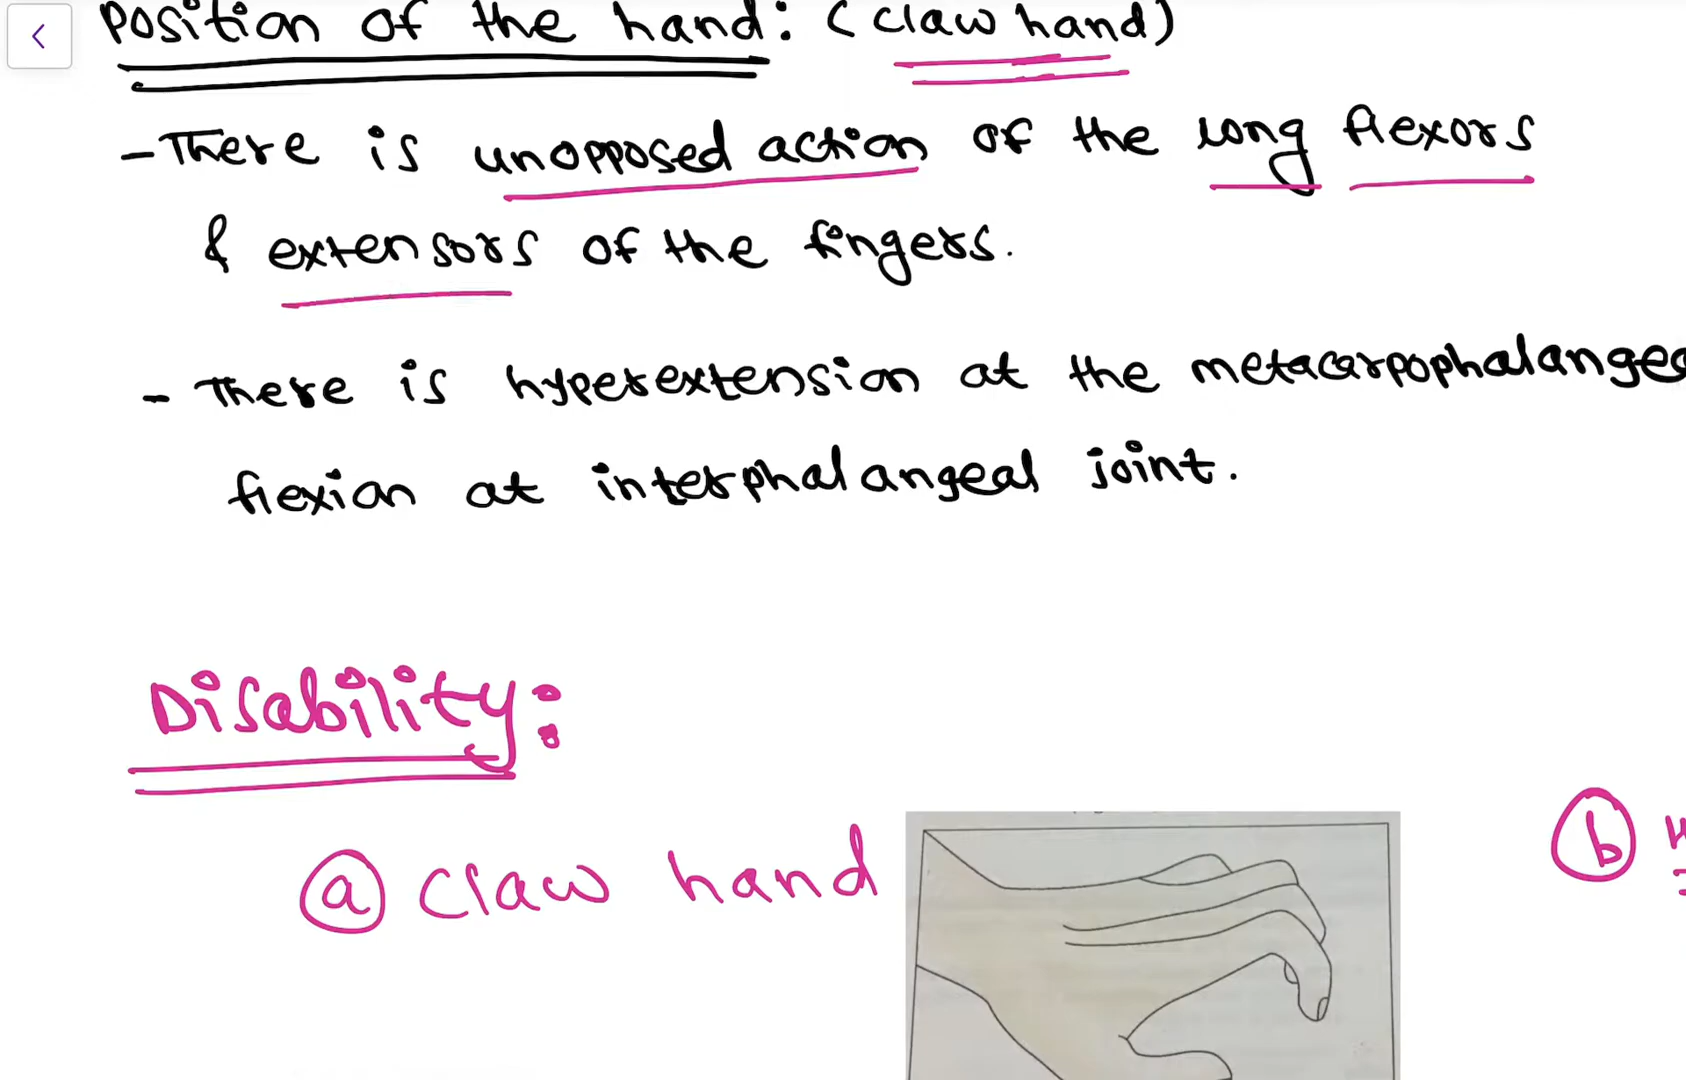 Position of the hand: (claw hand)
- There is unopposed action of the long flexors
& extensors of the fingers.
- There is hyperextension at the metacarpophalangea
flexion at interphalangeal joint.
Disability:
(a) claw hand
(b)